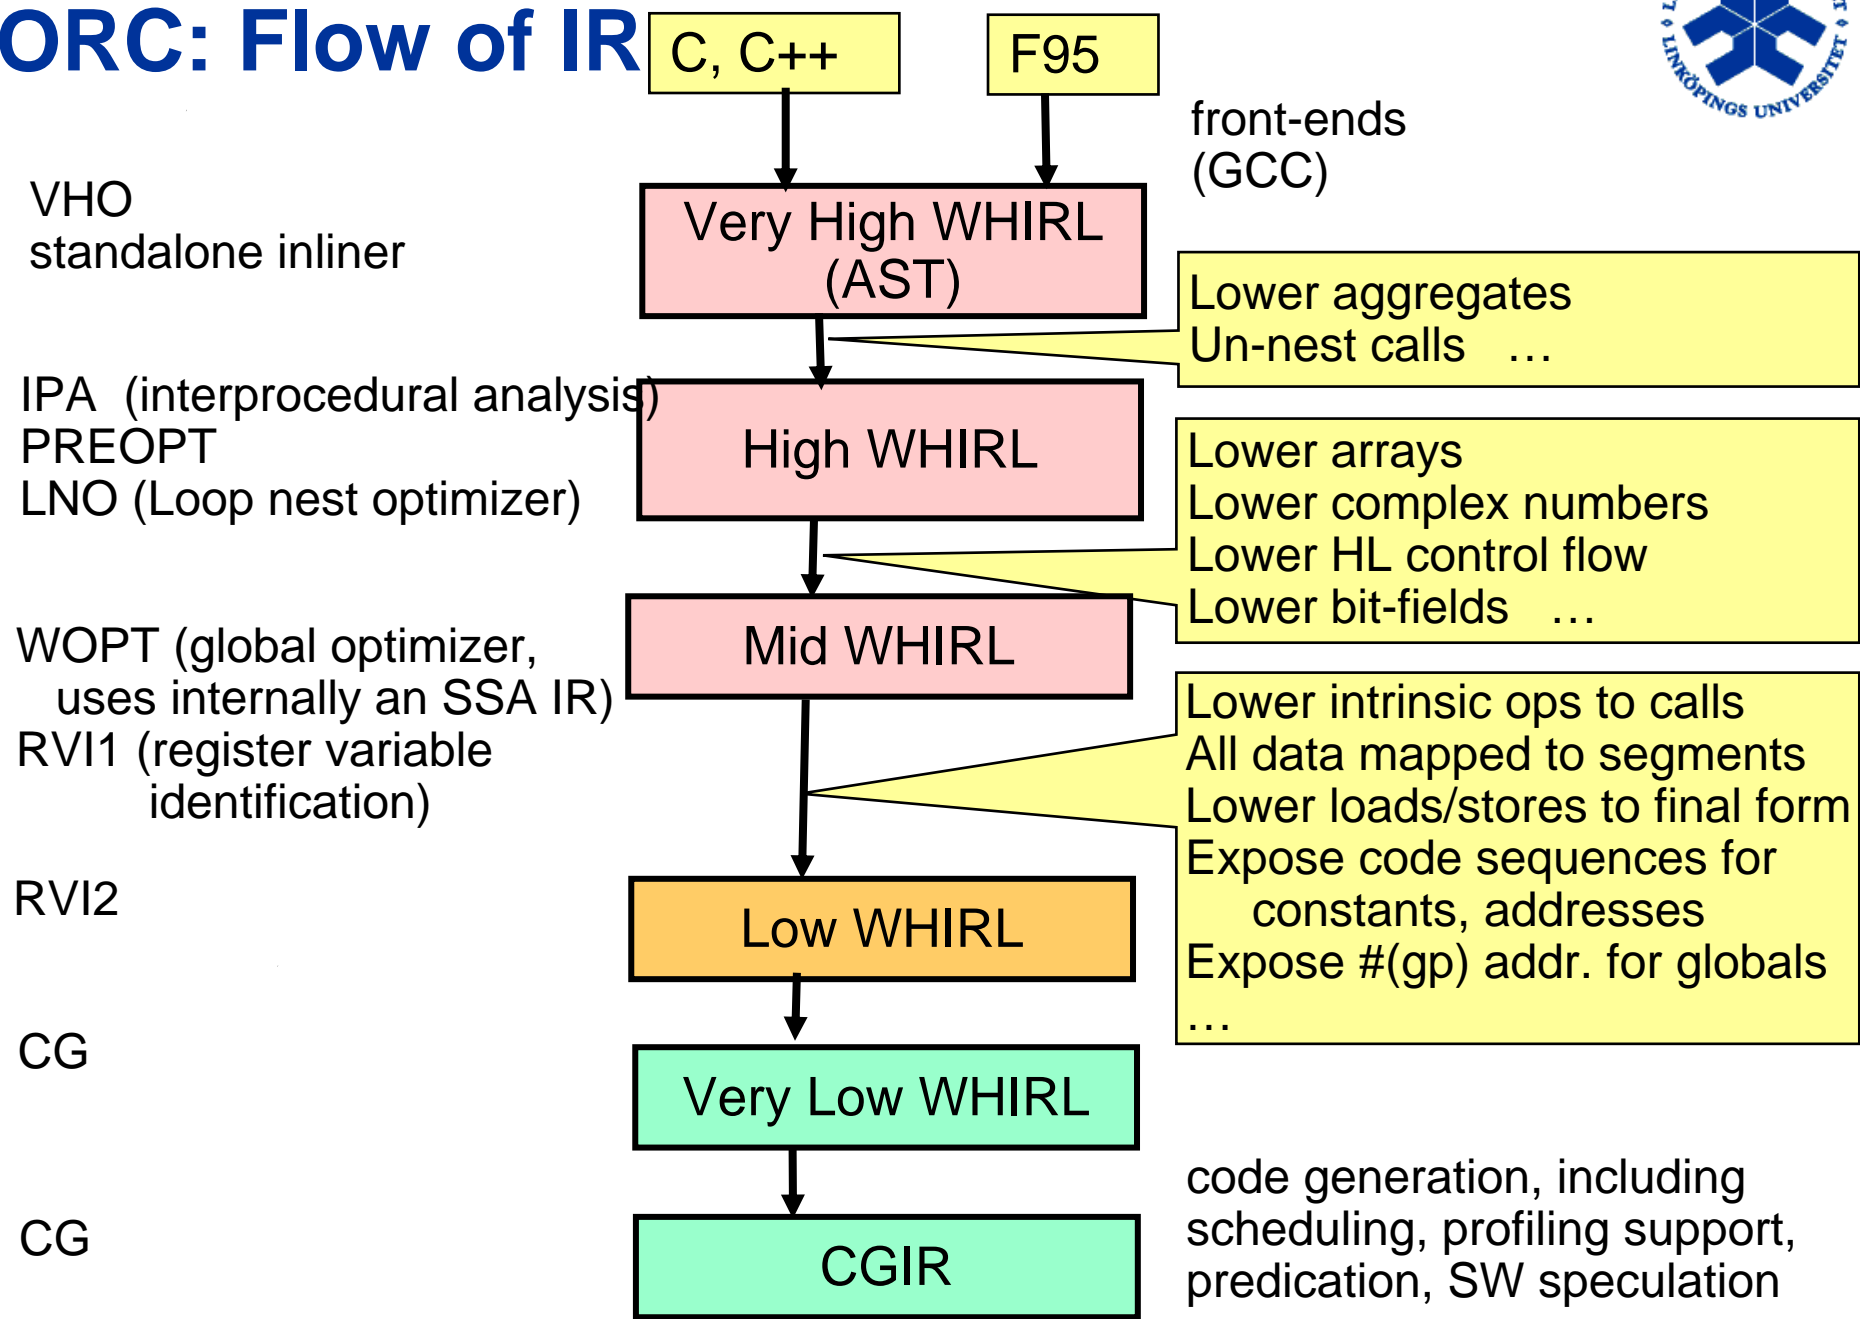 ORC: Flow of IR
C, C++
F95
LINKÖPINGS UNIVERSITET
front-ends
(GCC)
VHO
standalone inliner
Very High WHIRL
(AST)
Lower aggregates
Un-nest calls …
IPA (interprocedural analysis)
PREOPT
LNO (Loop nest optimizer)
High WHIRL
Lower arrays
Lower complex numbers
Lower HL control flow
Lower bit-fields …
WOPT (global optimizer,
uses internally an SSA IR)
RVI1 (register variable
identification)
Mid WHIRL
Lower intrinsic ops to calls
All data mapped to segments
Lower loads/stores to final form
Expose code sequences for
constants, addresses
Expose #(gp) addr. for globals
…
RVI2
Low WHIRL
CG
Very Low WHIRL
CG
CGIR
code generation, including
scheduling, profiling support,
predication, SW speculation